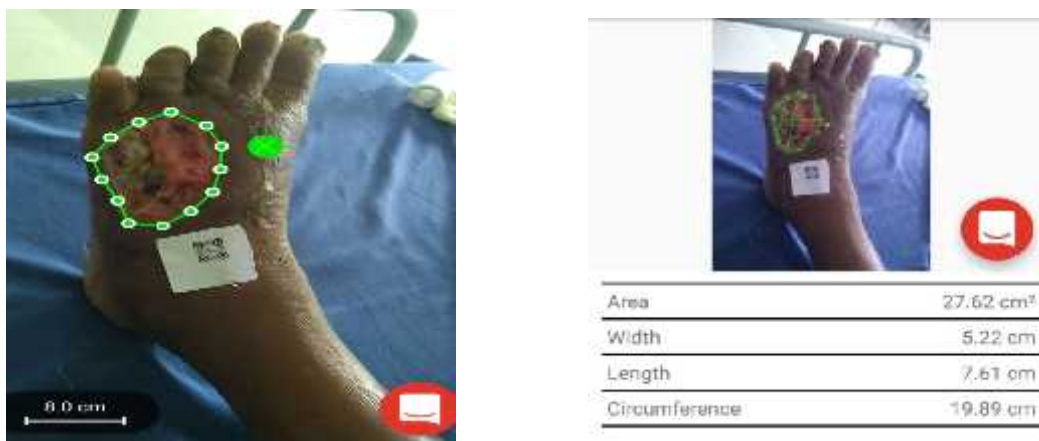 8.0 cm
Area 27.62 cm²
Width 5.22 cm
Length 7.61 cm
Circumference 19.89 cm